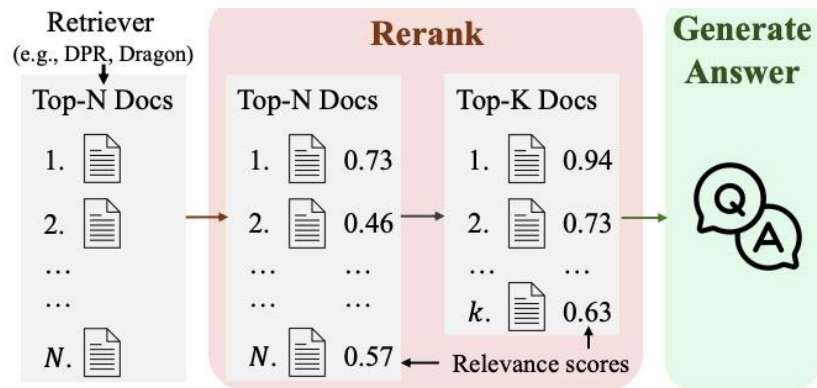 Retriever
(e.g., DPR, Dragon)
Top-N Docs
1.
2.
...
...
N.
Rerank
Top-N Docs
1. 0.73
2. 0.46
... ...
... ...
N. 0.57
Top-K Docs
1. 0.94
2. 0.73
... ...
k. 0.63
Relevance scores
Generate
Answer
Q
A